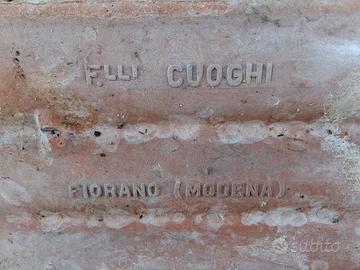 F.LLI CUOGHI
FIORANO (MODENA)
subito